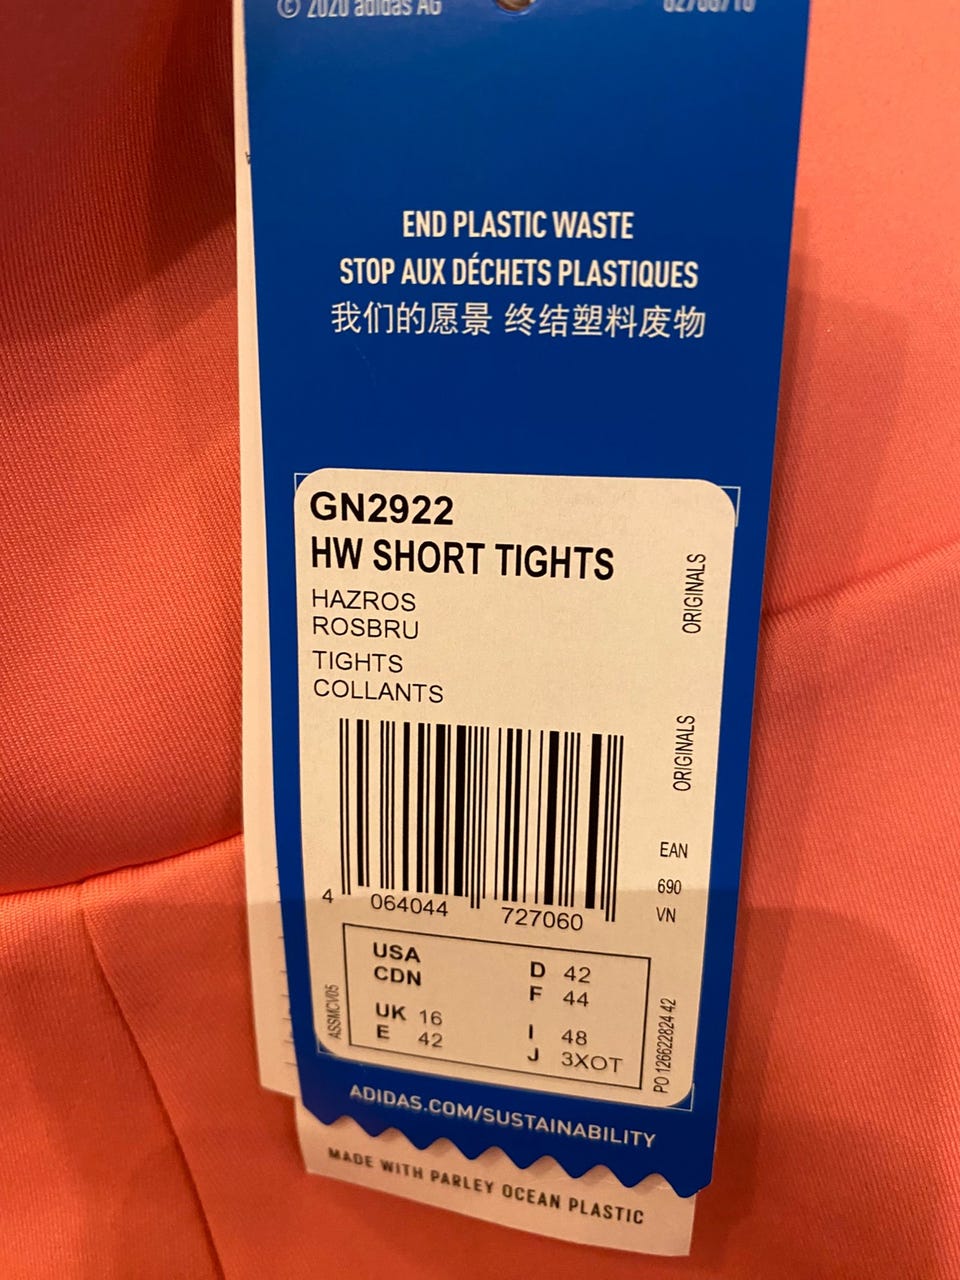 © 2020 adidas AG
END PLASTIC WASTE
STOP AUX DÉCHETS PLASTIQUES
我们的愿景 终结塑料废物
GN2922
HW SHORT TIGHTS
HAZROS
ROSBRU
TIGHTS
COLLANTS
ORIGINALS
ORIGINALS
EAN
690
VN
4 064044 727060
USA
CDN
UK 16
E 42
D 42
F 44
I 48
J 3XOT
ASSMCV05
PO 126622824 42
ADIDAS.COM/SUSTAINABILITY
MADE WITH PARLEY OCEAN PLASTIC